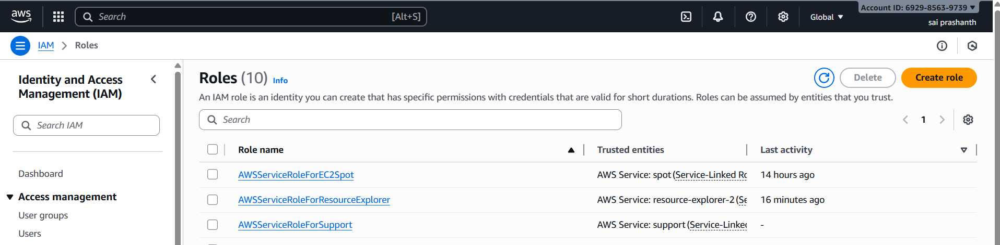 aws
Search
[Alt+S]
Global
Account ID: 6929-8563-9739
sai prashanth
IAM
Roles
Identity and Access
Management (IAM)
Search IAM
Dashboard
Access management
User groups
Users
Roles (10) Info
Delete
Create role
An IAM role is an identity you can create that has specific permissions with credentials that are valid for short durations. Roles can be assumed by entities that you trust.
Search
1
Role name Trusted entities Last activity
AWSServiceRoleForEC2Spot AWS Service: spot (Service-Linked Ro 14 hours ago
AWSServiceRoleForResourceExplorer AWS Service: resource-explorer-2 (Se 16 minutes ago
AWSServiceRoleForSupport AWS Service: support (Service-Linked -